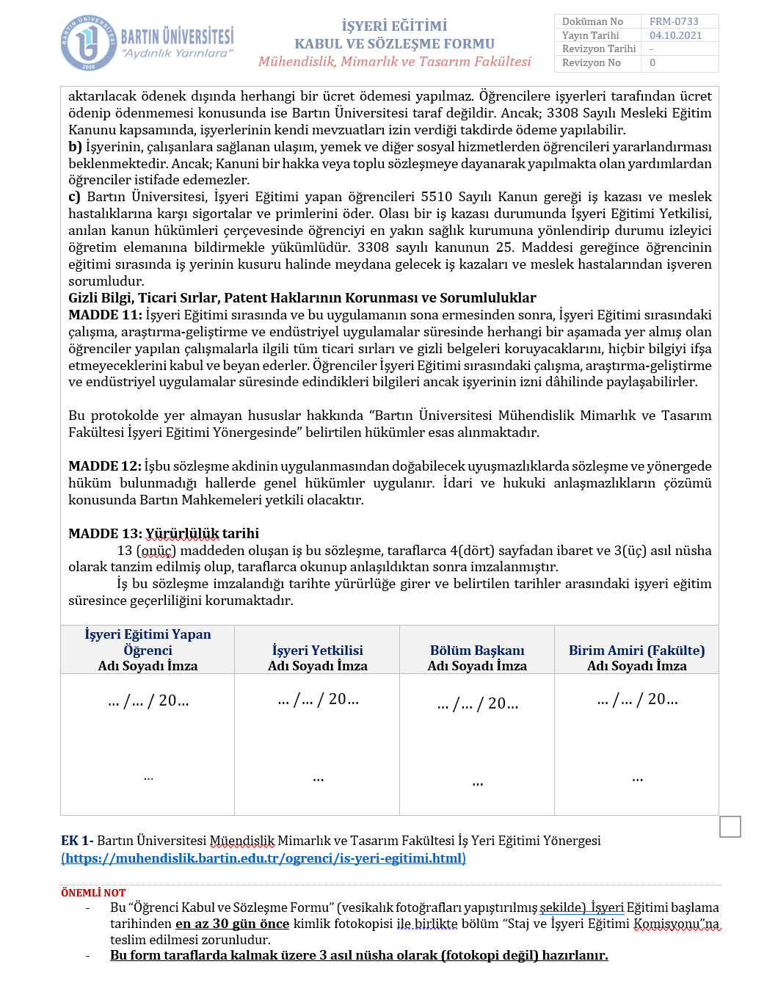 BARTIN ÜNİVERSİTESİ
2008
BARTIN ÜNİVERSİTESİ
"Aydınlık Yarınlara"
İŞYERİ EĞİTİMİ
KABUL VE SÖZLEŞME FORMU
Mühendislik, Mimarlık ve Tasarım Fakültesi
Doküman No FRM-0733
Yayın Tarihi 04.10.2021
Revizyon Tarihi -
Revizyon No 0
aktarılacak ödenek dışında herhangi bir ücret ödemesi yapılmaz. Öğrencilere işyerleri tarafından ücret
ödenip ödenmemesi konusunda ise Bartın Üniversitesi taraf değildir. Ancak; 3308 Sayılı Mesleki Eğitim
Kanunu kapsamında, işyerlerinin kendi mevzuatları izin verdiği takdirde ödeme yapılabilir.
b) İşyerinin, çalışanlara sağlanan ulaşım, yemek ve diğer sosyal hizmetlerden öğrencileri yararlandırması
beklenmektedir. Ancak; Kanuni bir hakka veya toplu sözleşmeye dayanarak yapılmakta olan yardımlardan
öğrenciler istifade edemezler.
c) Bartın Üniversitesi, İşyeri Eğitimi yapan öğrencileri 5510 Sayılı Kanun gereği iş kazası ve meslek
hastalıklarına karşı sigortalar ve primlerini öder. Olası bir iş kazası durumunda İşyeri Eğitimi Yetkilisi,
anılan kanun hükümleri çerçevesinde öğrenciyi en yakın sağlık kurumuna yönlendirip durumu izleyici
öğretim elemanına bildirmekle yükümlüdür. 3308 sayılı kanunun 25. Maddesi gereğince öğrencinin
eğitimi sırasında iş yerinin kusuru halinde meydana gelecek iş kazaları ve meslek hastalarından işveren
sorumludur.
Gizli Bilgi, Ticari Sırlar, Patent Haklarının Korunması ve Sorumluluklar
MADDE 11: İşyeri Eğitimi sırasında ve bu uygulamanın sona ermesinden sonra, İşyeri Eğitimi sırasındaki
çalışma, araştırma-geliştirme ve endüstriyel uygulamalar süresinde herhangi bir aşamada yer almış olan
öğrenciler yapılan çalışmalarla ilgili tüm ticari sırları ve gizli belgeleri koruyacaklarını, hiçbir bilgiyi ifşa
etmeyeceklerini kabul ve beyan ederler. Öğrenciler İşyeri Eğitimi sırasındaki çalışma, araştırma-geliştirme
ve endüstriyel uygulamalar süresinde edindikleri bilgileri ancak işyerinin izni dâhilinde paylaşabilirler.
Bu protokolde yer almayan hususlar hakkında “Bartın Üniversitesi Mühendislik Mimarlık ve Tasarım
Fakültesi İşyeri Eğitimi Yönergesinde” belirtilen hükümler esas alınmaktadır.
MADDE 12: İşbu sözleşme akdinin uygulanmasından doğabilecek uyuşmazlıklarda sözleşme ve yönergede
hüküm bulunmadığı hallerde genel hükümler uygulanır. İdari ve hukuki anlaşmazlıkların çözümü
konusunda Bartın Mahkemeleri yetkili olacaktır.
MADDE 13: Yürürlülük tarihi
13 (onüç) maddeden oluşan iş bu sözleşme, taraflarca 4(dört) sayfadan ibaret ve 3(üç) asıl nüsha
olarak tanzim edilmiş olup, taraflarca okunup anlaşıldıktan sonra imzalanmıştır.
İş bu sözleşme imzalandığı tarihte yürürlüğe girer ve belirtilen tarihler arasındaki işyeri eğitim
süresince geçerliliğini korumaktadır.
İşyeri Eğitimi Yapan
Öğrenci
Adı Soyadı İmza
İşyeri Yetkilisi
Adı Soyadı İmza
Bölüm Başkanı
Adı Soyadı İmza
Birim Amiri (Fakülte)
Adı Soyadı İmza
... /... / 20...
... /... / 20...
... /... / 20...
... /... / 20...
...
...
...
...
EK 1- Bartın Üniversitesi Müendislik Mimarlık ve Tasarım Fakültesi İş Yeri Eğitimi Yönergesi
(https://muhendislik.bartin.edu.tr/ogrenci/is-yeri-egitimi.html)
ÖNEMLİ NOT
- Bu “Öğrenci Kabul ve Sözleşme Formu” (vesikalık fotoğrafları yapıştırılmış şekilde) İşyeri Eğitimi başlama
tarihinden en az 30 gün önce kimlik fotokopisi ile birlikte bölüm “Staj ve İşyeri Eğitimi Komisyonu”na
teslim edilmesi zorunludur.
- Bu form taraflarda kalmak üzere 3 asıl nüsha olarak (fotokopi değil) hazırlanır.